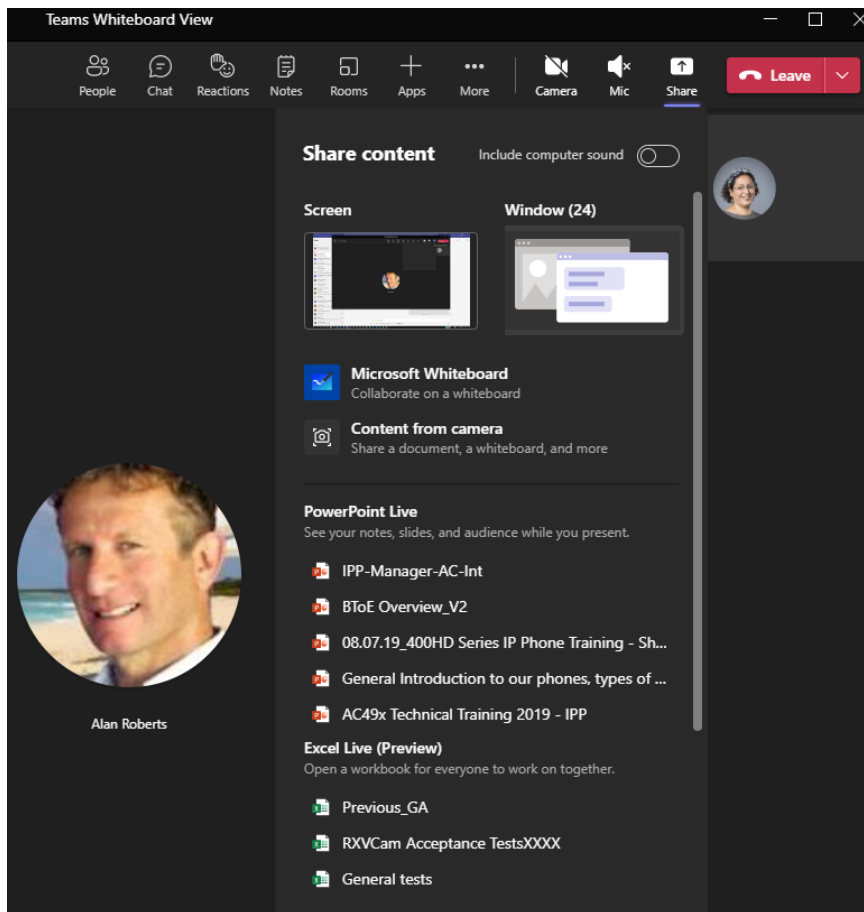 Teams Whiteboard View
People Chat Reactions Notes Rooms Apps More Camera Mic Share Leave
Share content Include computer sound
Screen Window (24)
Microsoft Whiteboard
Collaborate on a whiteboard
Content from camera
Share a document, a whiteboard, and more
PowerPoint Live
See your notes, slides, and audience while you present.
IPP-Manager-AC-Int
BToE Overview_V2
08.07.19_400HD Series IP Phone Training - Sh...
General Introduction to our phones, types of ...
AC49x Technical Training 2019 - IPP
Alan Roberts
Excel Live (Preview)
Open a workbook for everyone to work on together.
Previous_GA
RXVCam Acceptance TestsXXXX
General tests